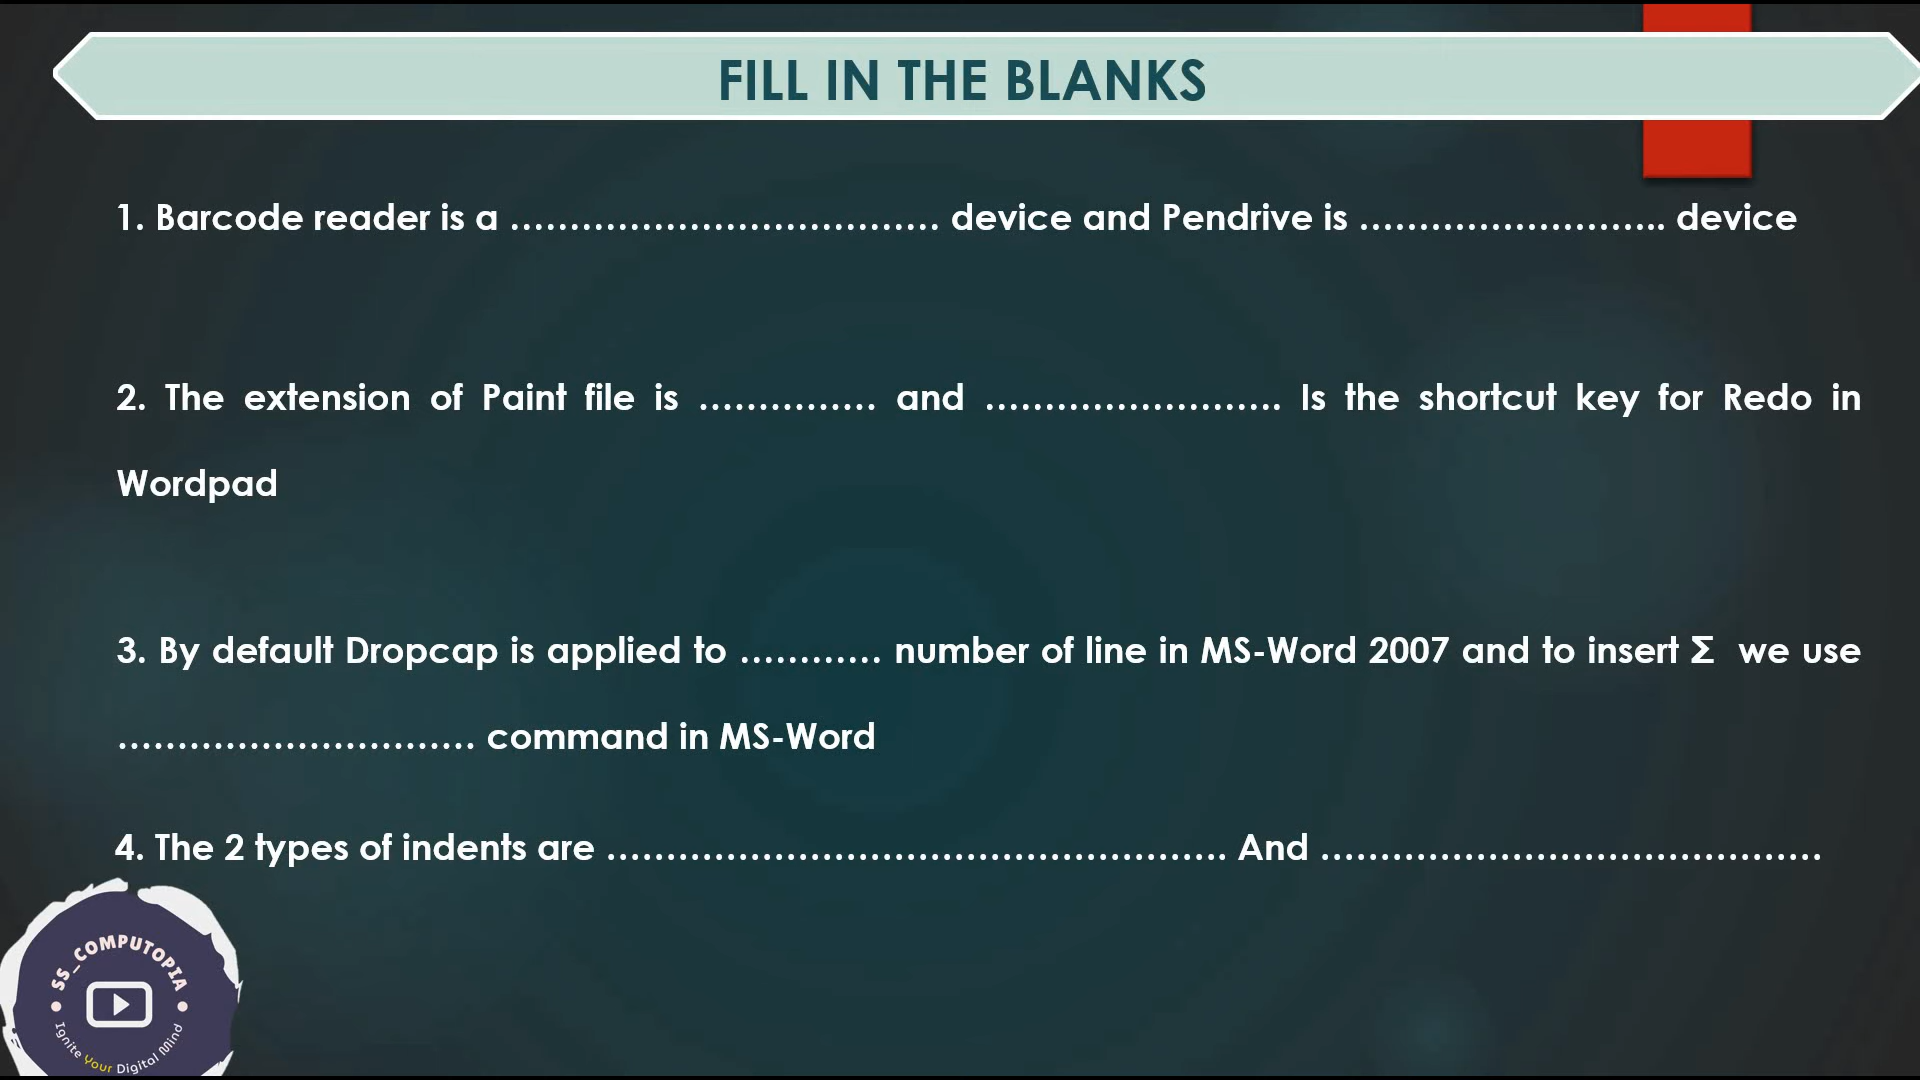 FILL IN THE BLANKS
1. Barcode reader is a .................................... device and Pendrive is .......................... device
2. The extension of Paint file is ............... and ......................... Is the shortcut key for Redo in
Wordpad
3. By default Dropcap is applied to ............ number of line in MS-Word 2007 and to insert Σ we use
.............................. command in MS-Word
4. The 2 types of indents are .................................................... And ..........................................
SS_COMPUTOPIA
Ignite Your Digital Mind